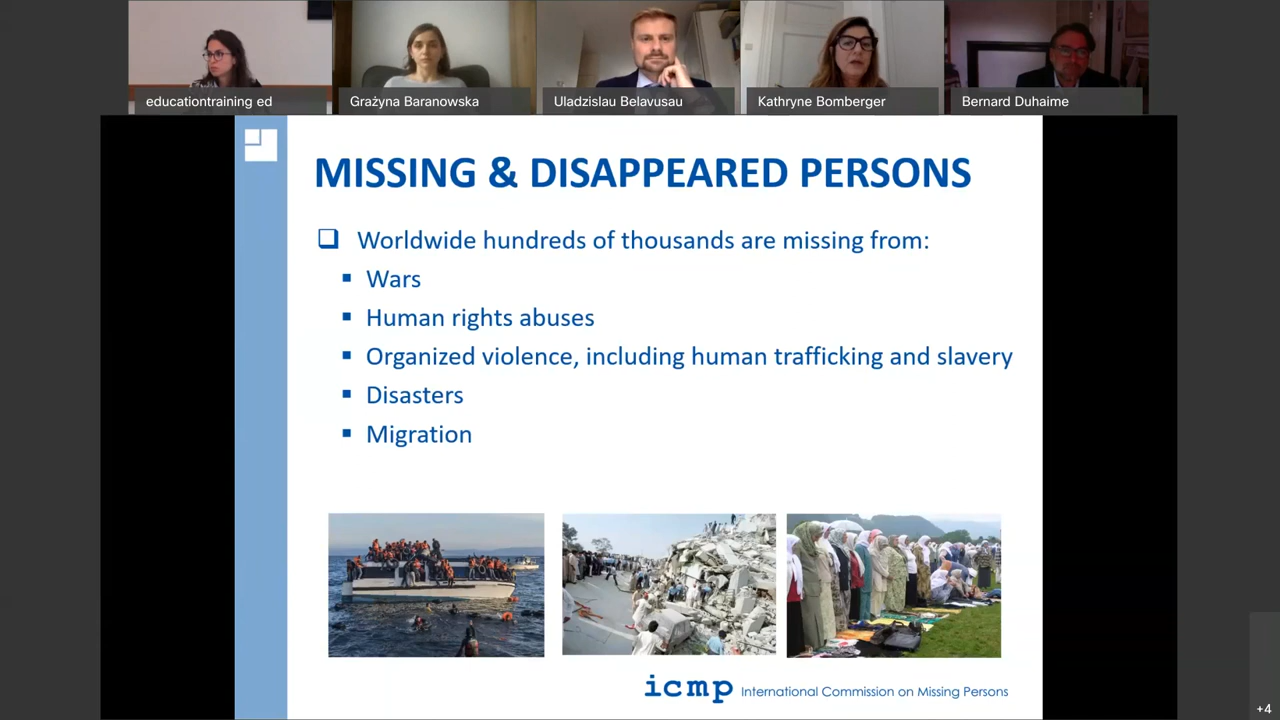 educationtraining ed
Grażyna Baranowska
Uladzislau Belavusau
Kathryne Bomberger
Bernard Duhaime
MISSING & DISAPPEARED PERSONS
Worldwide hundreds of thousands are missing from:
Wars
Human rights abuses
Organized violence, including human trafficking and slavery
Disasters
Migration
icmp International Commission on Missing Persons
+4